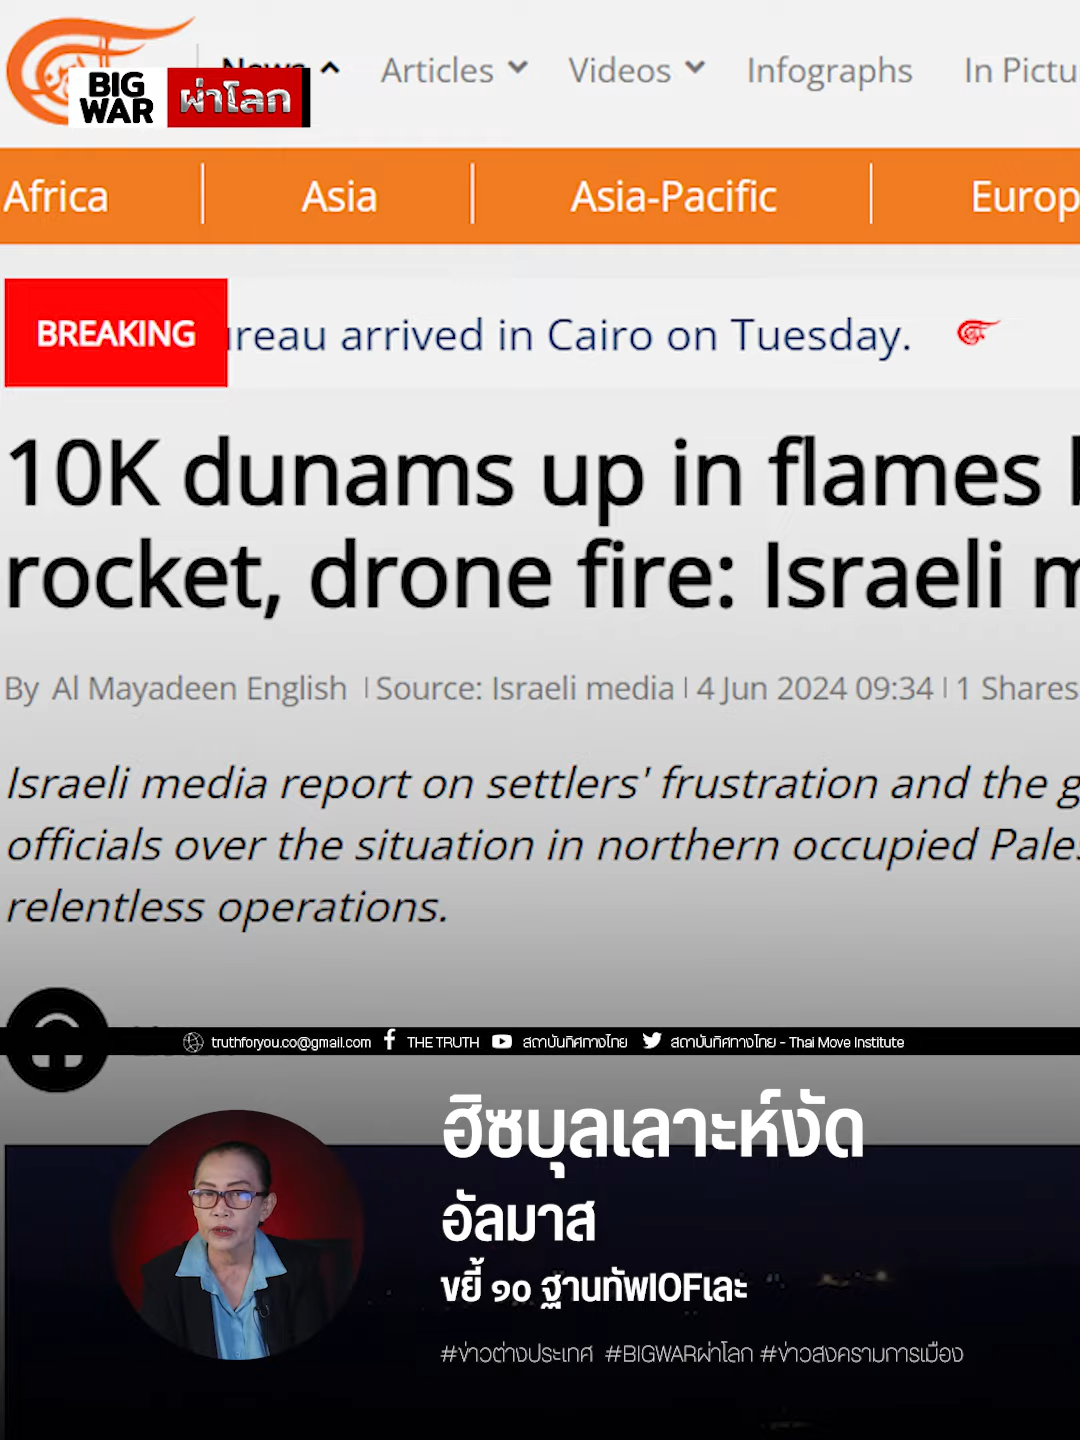 News Articles Videos Infographs In Pictu
BIG WAR ผ่าโลก
Africa Asia Asia-Pacific Europ
BREAKING ureau arrived in Cairo on Tuesday.
10K dunams up in flames
rocket, drone fire: Israeli m
By Al Mayadeen English | Source: Israeli media | 4 Jun 2024 09:34 | 1 Shares
Israeli media report on settlers' frustration and the g
officials over the situation in northern occupied Pales
relentless operations.
truthforyou.co@gmail.com THE TRUTH สถาบันทิศทางไทย สถาบันทิศทางไทย - Thai Move Institute
ฮิซบุลเลาะห์งัด
อัลมาส
ขยี้ ๑๐ ฐานทัพIOFเละ
#ข่าวต่างประเทศ #BIGWARผ่าโลก #ข่าวสงครามการเมือง